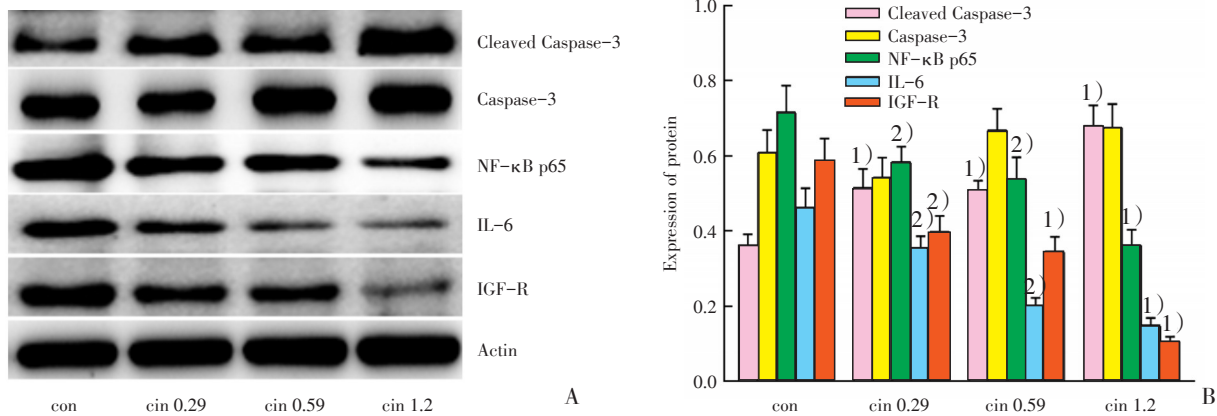 Cleaved Caspase-3
Caspase-3
NF-κB p65
IL-6
IGF-R
Actin
con cin 0.29 cin 0.59 cin 1.2
A
Expression of protein
1.0
0.8
0.6
0.4
0.2
0.0
Cleaved Caspase-3
Caspase-3
NF-κB p65
IL-6
IGF-R
1) 2) 2) 2)
1) 2) 2) 1)
1) 1) 1) 1)
con cin 0.29 cin 0.59 cin 1.2
B